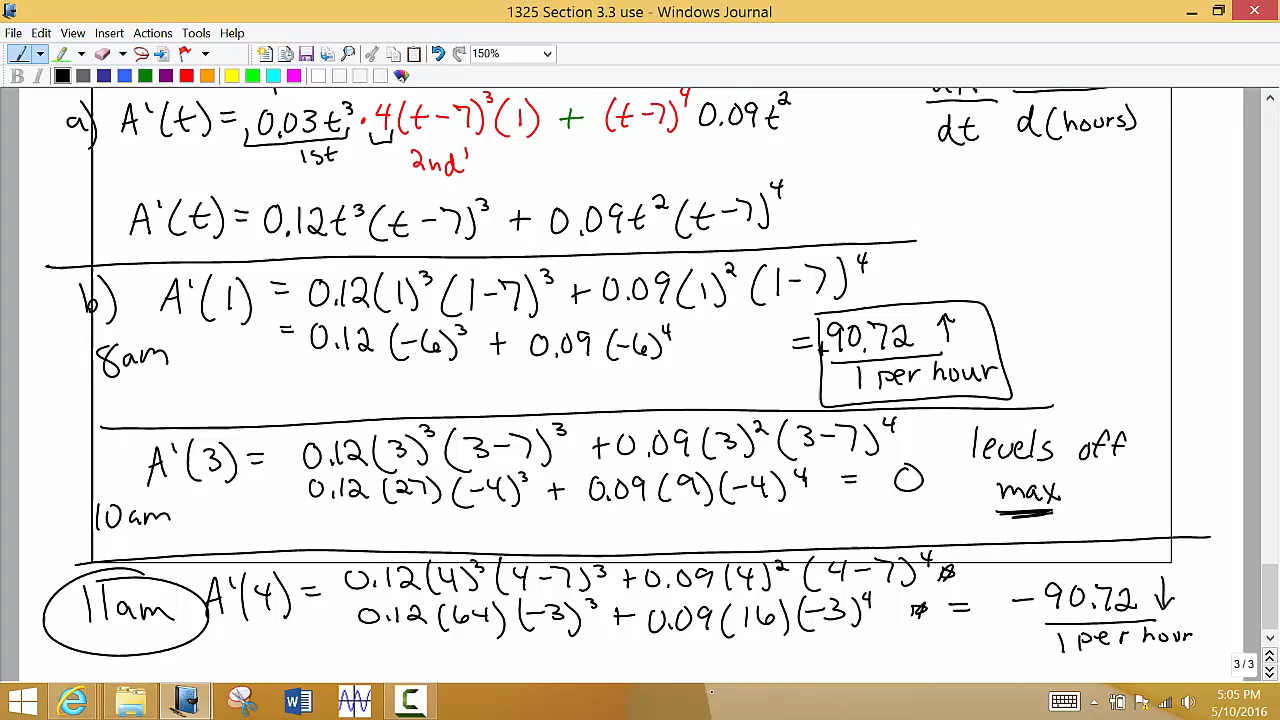 1325 Section 3.3 use - Windows Journal
File Edit View Insert Actions Tools Help
150%
B I
a) A'(t) = 0.03t³ · 4(t-7)³(1) + (t-7)⁴ 0.09t²
dt d(hours)
1st 2nd'
A'(t) = 0.12t³(t-7)³ + 0.09t²(t-7)⁴
b) A'(1) = 0.12(1)³(1-7)³ + 0.09(1)²(1-7)⁴
= 0.12(-6)³ + 0.09(-6)⁴ = +90.72 ↑
8am 1 per hour
A'(3) = 0.12(3)³(3-7)³ + 0.09(3)²(3-7)⁴ levels off
0.12(27)(-4)³ + 0.09(9)(-4)⁴ = 0 max
10am
11am A'(4) = 0.12(4)³(4-7)³ + 0.09(4)²(4-7)⁴
0.12(64)(-3)³ + 0.09(16)(-3)⁴ = -90.72 ↓
1 per hour
3/3
5:05 PM
5/10/2016